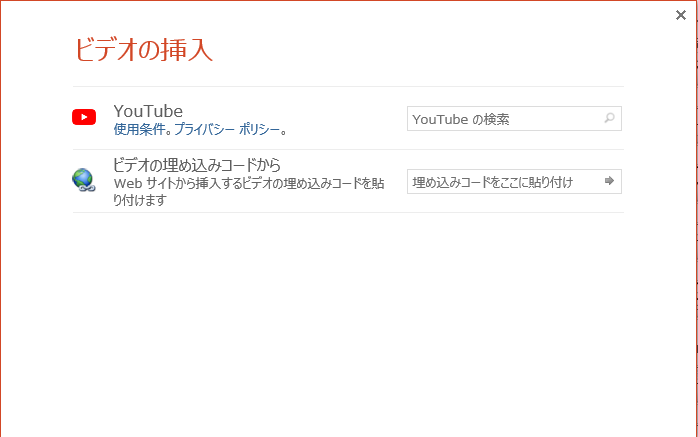 ビデオの挿入
YouTube
使用条件。プライバシー ポリシー。
YouTube の検索
ビデオの埋め込みコードから
Web サイトから挿入するビデオの埋め込みコードを貼
り付けます
埋め込みコードをここに貼り付け